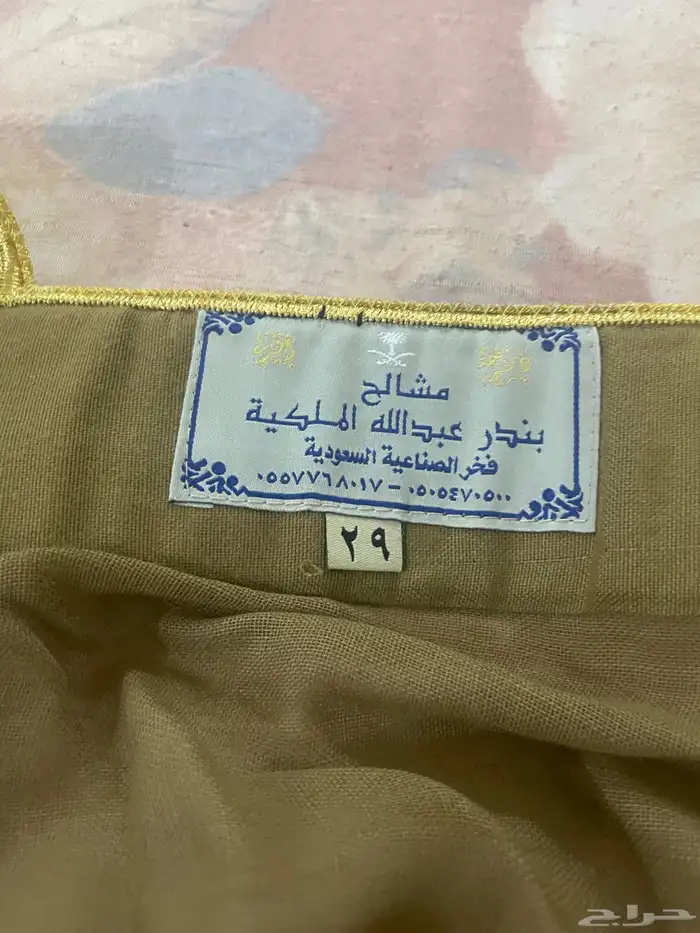 مشالح
بندر عبدالله الملكية
فخر الصناعية السعودية
٠٥٥٧٧٦٨٠١٧ - ٠٥٠٥٤٧٠٥٠٠
٢٩
حراج